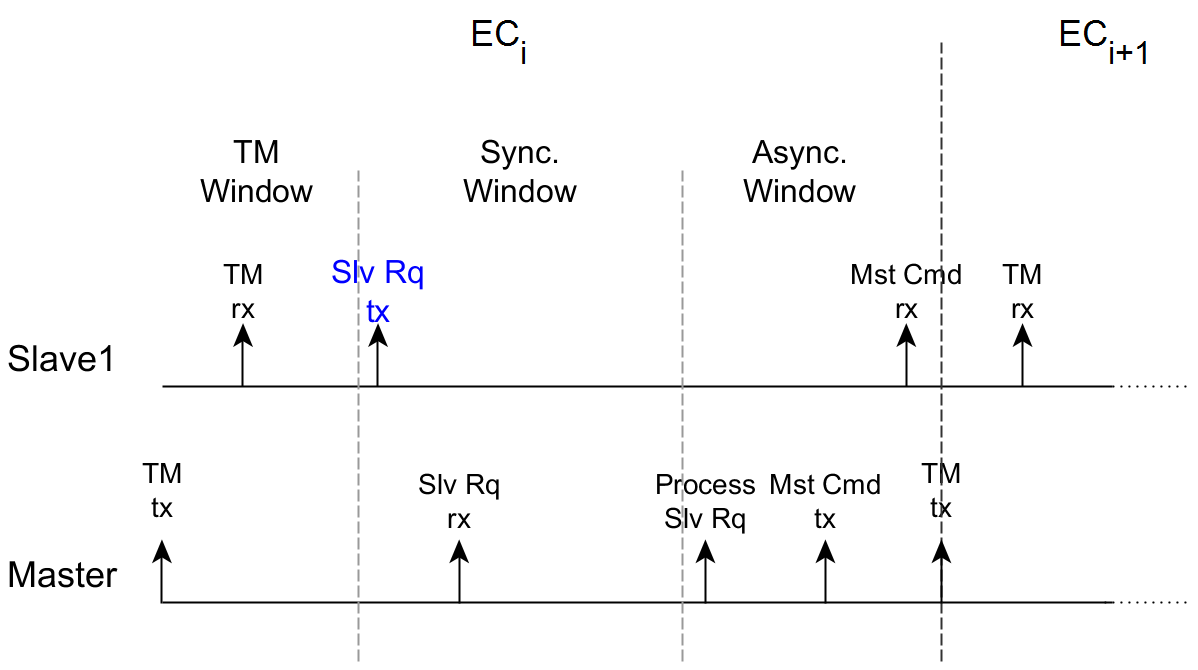 ECi
ECi+1
TM
Window
Sync.
Window
Async.
Window
TM
rx
Slv Rq
tx
Mst Cmd
rx
TM
rx
Slave1
TM
tx
Slv Rq
rx
Process
Slv Rq
Mst Cmd
tx
TM
tx
Master